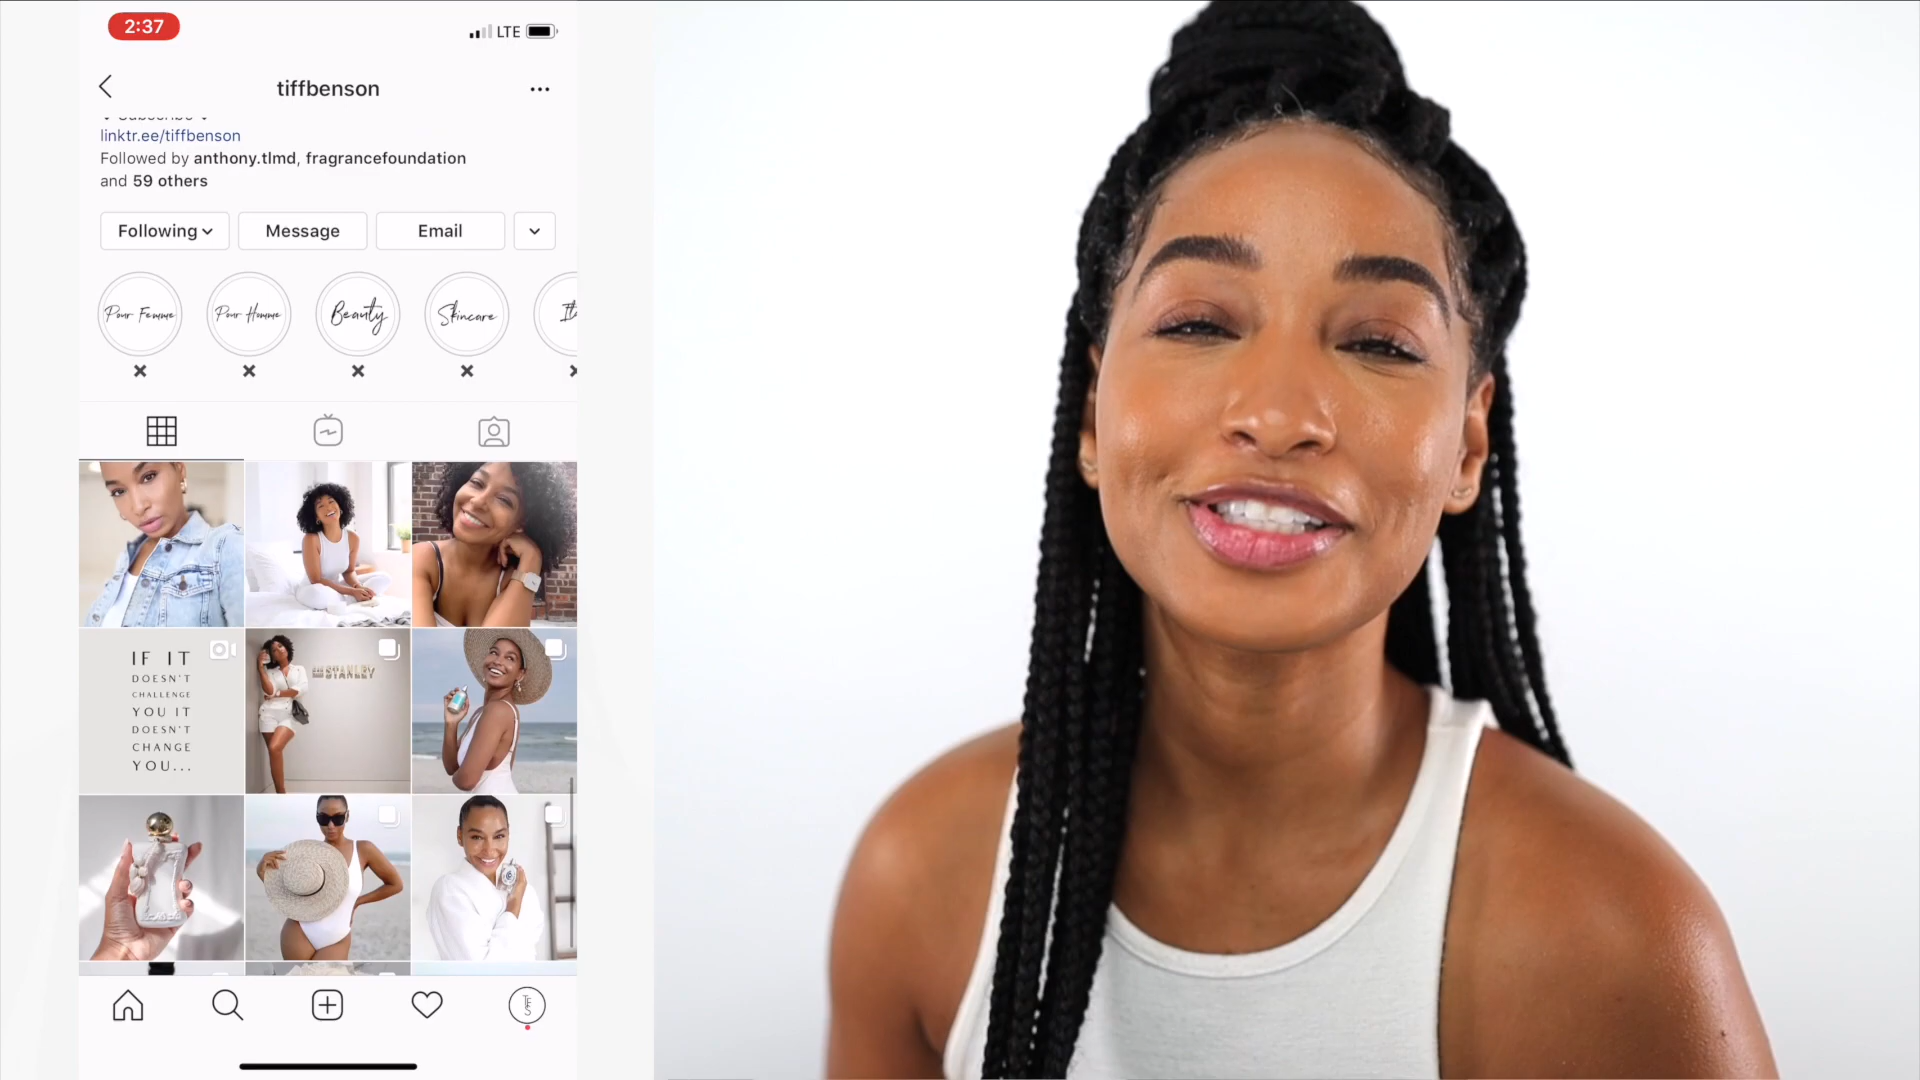 2:37
LTE
tiffbenson
linktr.ee/tiffbenson
Followed by anthony.tlmd, fragrancefoundation
and 59 others
Following
Message
Email
Pour Femme
Pour Homme
Beauty
Skincare
IF IT
DOESN'T
CHALLENGE
YOU IT
DOESN'T
CHANGE
YOU...
STANLEY